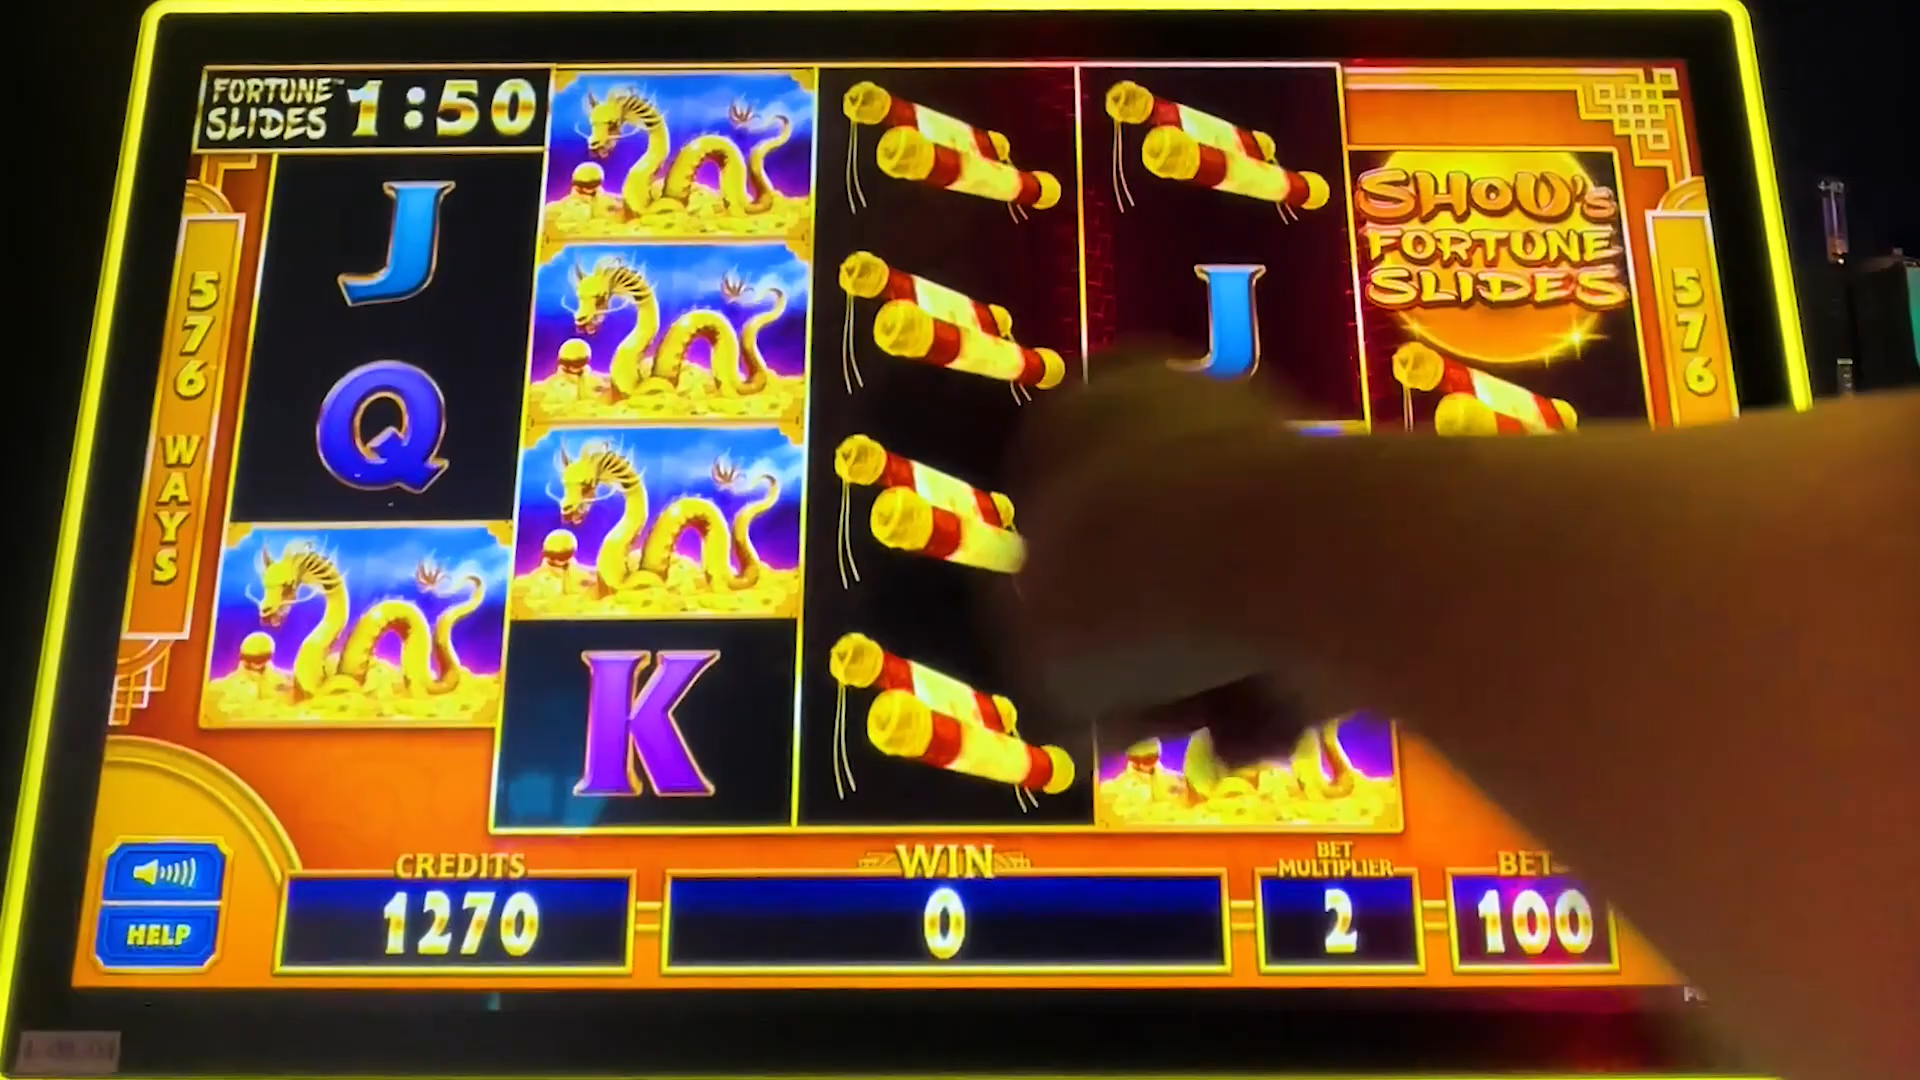 FORTUNE™
SLIDES
1:50
J
Q
K
J
SHOU'S
FORTUNE
SLIDES
576 WAYS
576
CREDITS
1270
WIN
0
BET
MULTIPLIER
2
BET
100
HELP